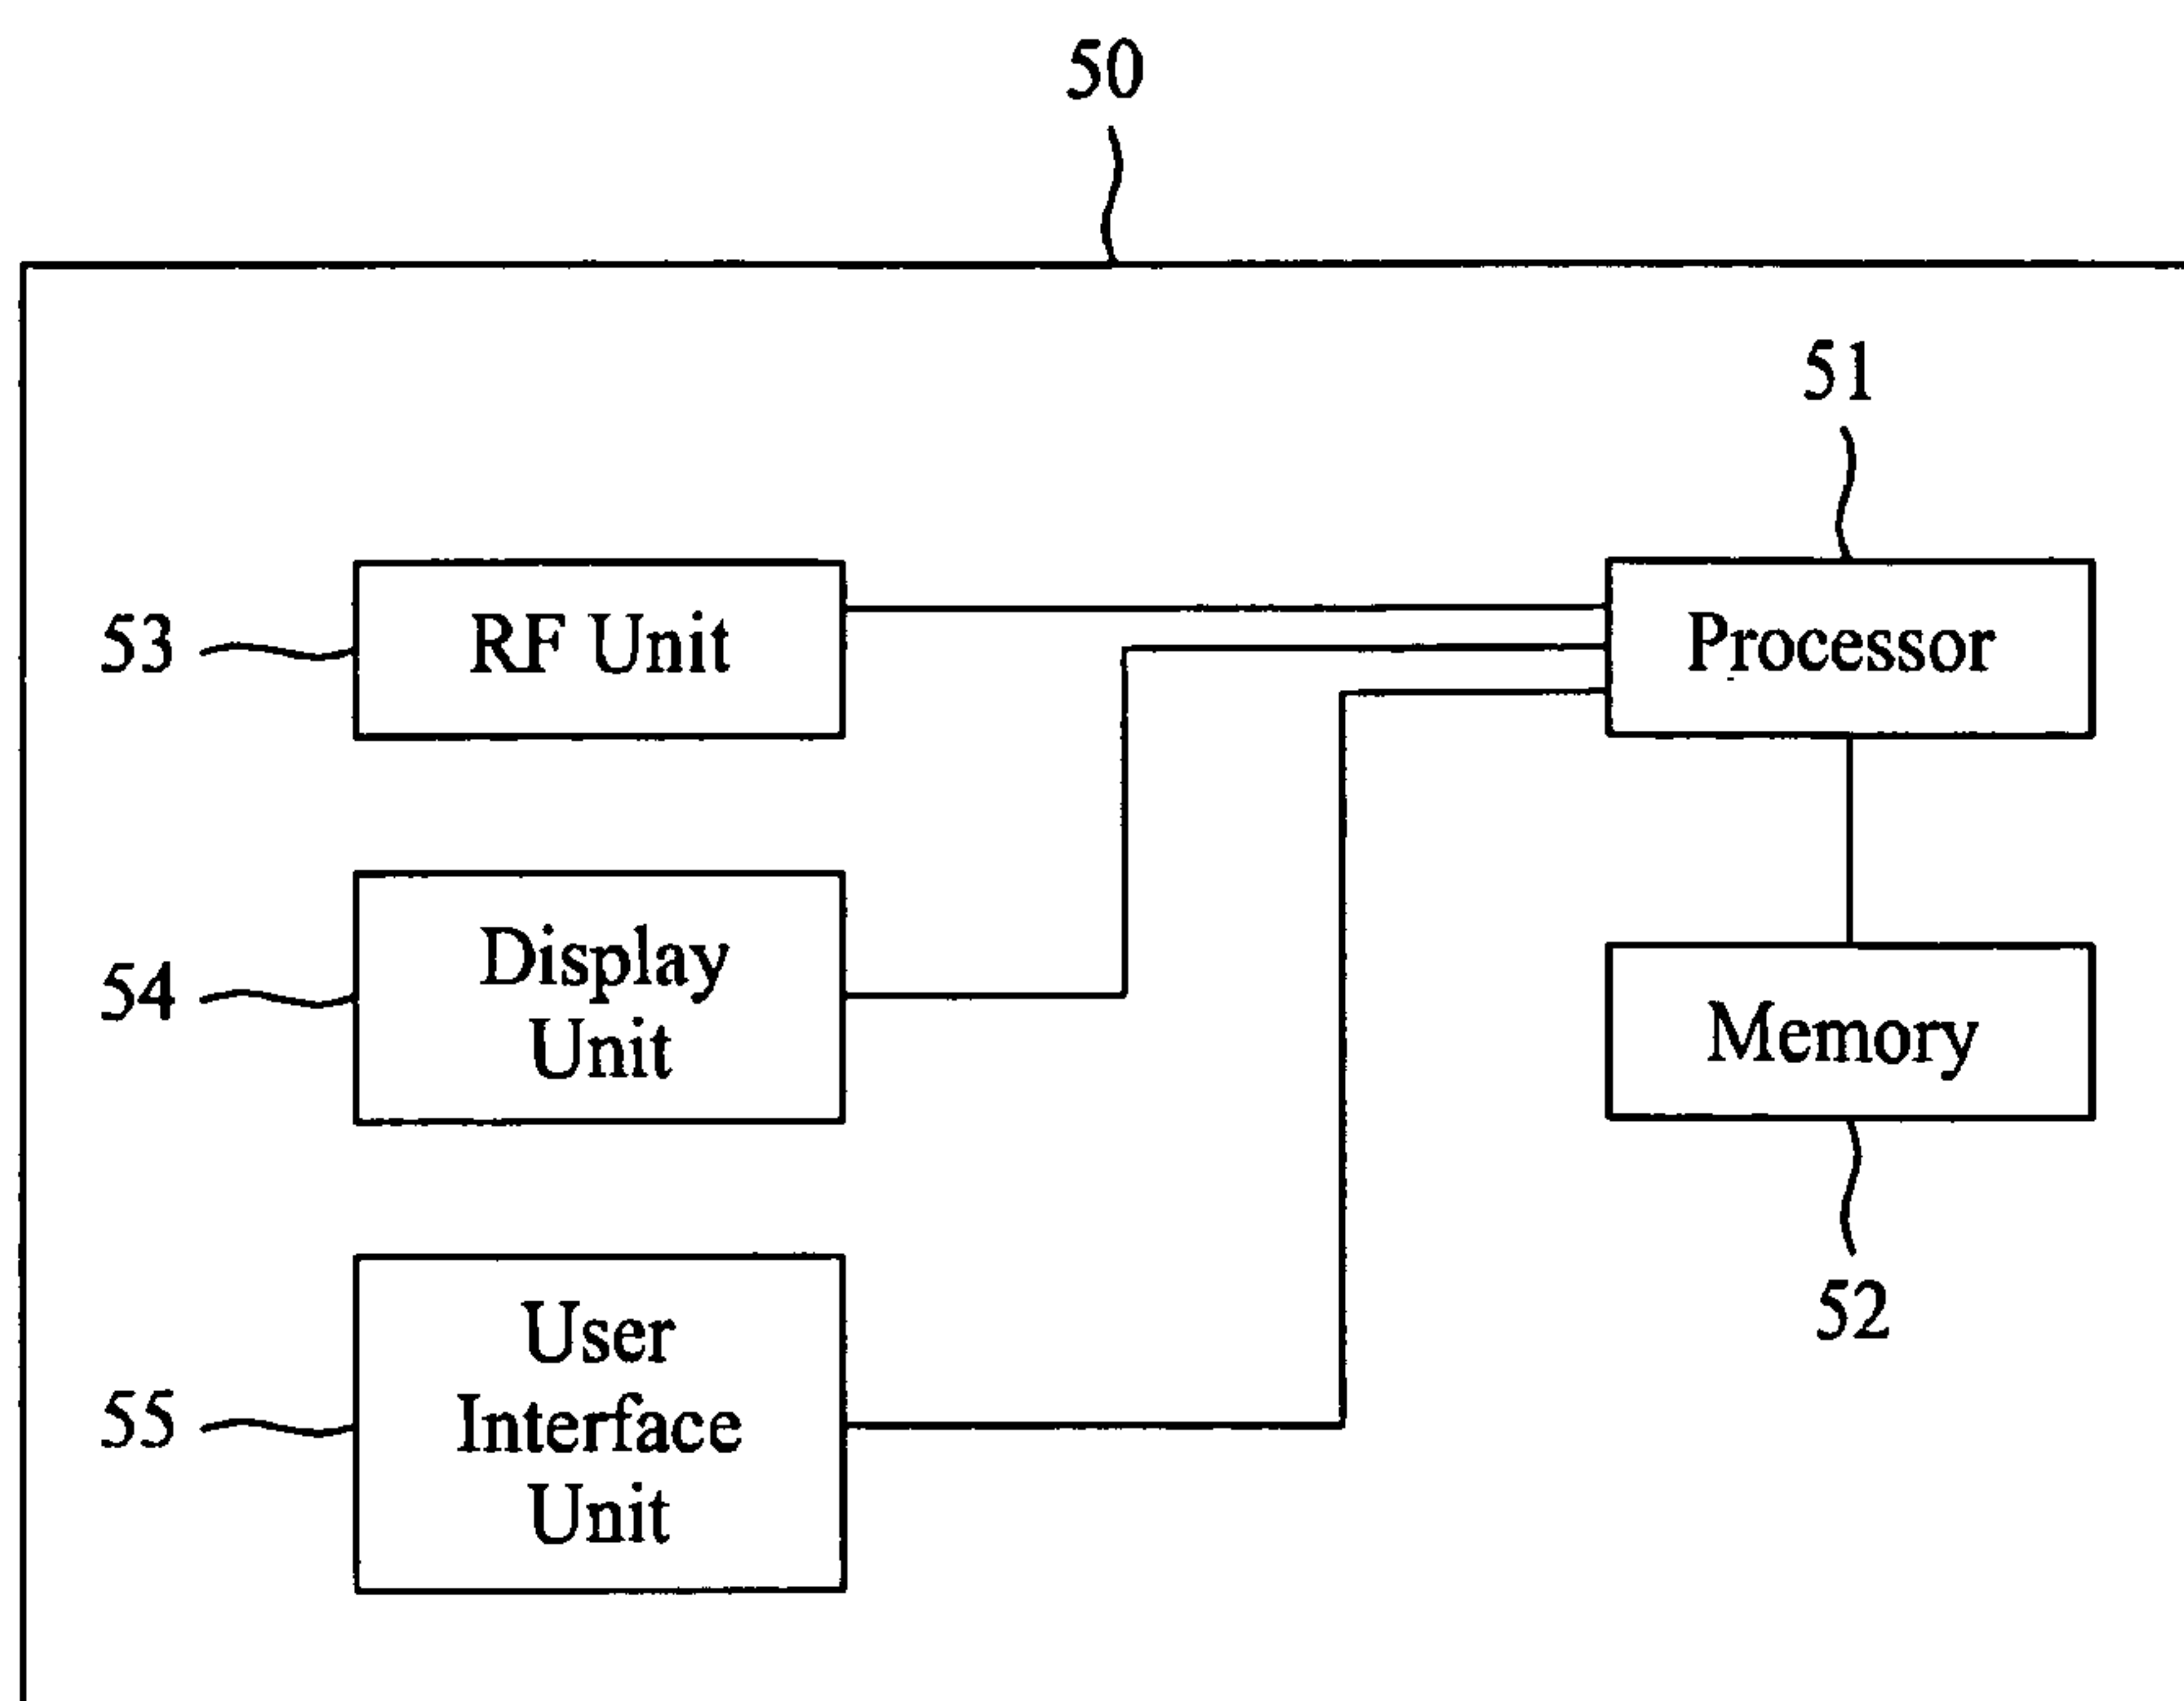 50
51
53
RF Unit
Processor
54
Display
Unit
Memory
52
55
User
Interface
Unit